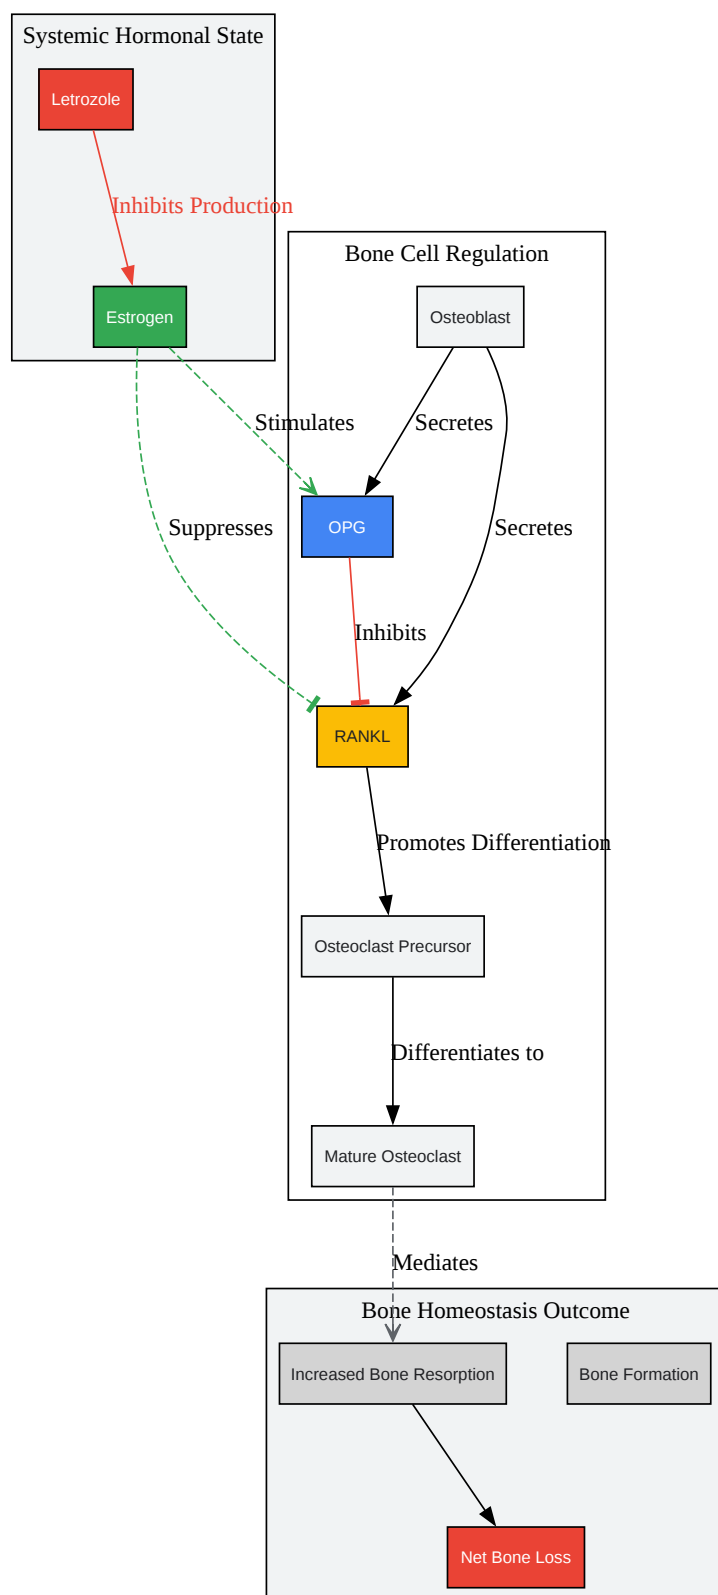 Systemic Hormonal State
Letrozole
Inhibits Production
Bone Cell Regulation
Estrogen
Osteoblast
Stimulates
Secretes
OPG
Suppresses
Secretes
Inhibits
RANKL
Promotes Differentiation
Osteoclast Precursor
Differentiates to
Mature Osteoclast
Mediates
Bone Homeostasis Outcome
Increased Bone Resorption
Bone Formation
Net Bone Loss